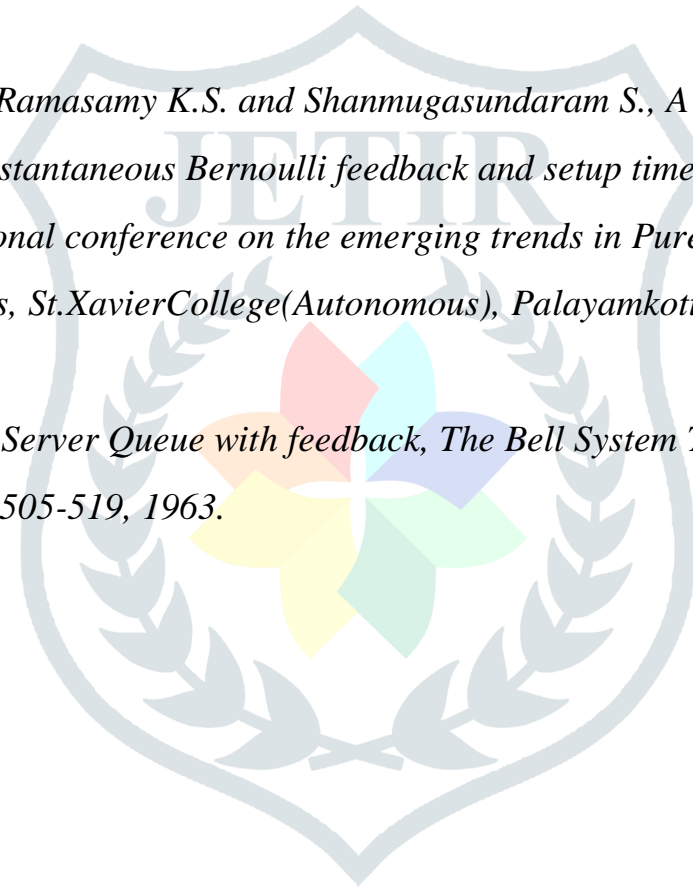 Ramasamy K.S. and Shanmugasundaram S., A
stantaneous Bernoulli feedback and setup time
onal conference on the emerging trends in Pure
s, St.XavierCollege(Autonomous), Palayamkot
Server Queue with feedback, The Bell System T
505-519, 1963.
JETIR